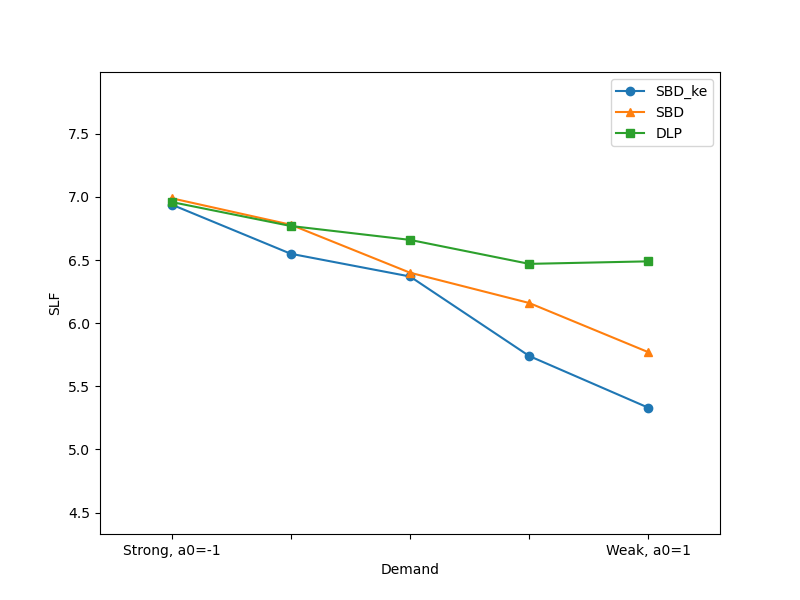 SBD_ke
SBD
DLP
7.5
7.0
6.5
6.0
5.5
5.0
4.5
SLF
Strong, a0=-1
Weak, a0=1
Demand